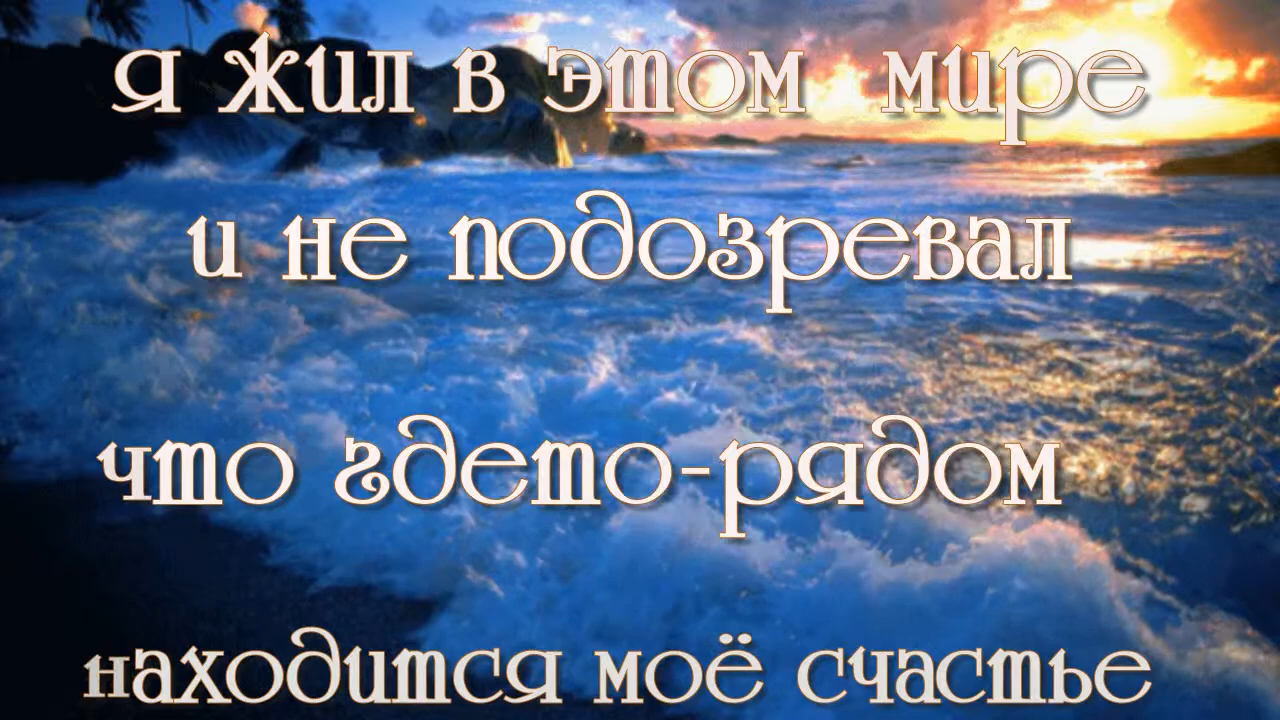 я жил в этом мире
и не подозревал
что гдето-рядом
находится моё счастье